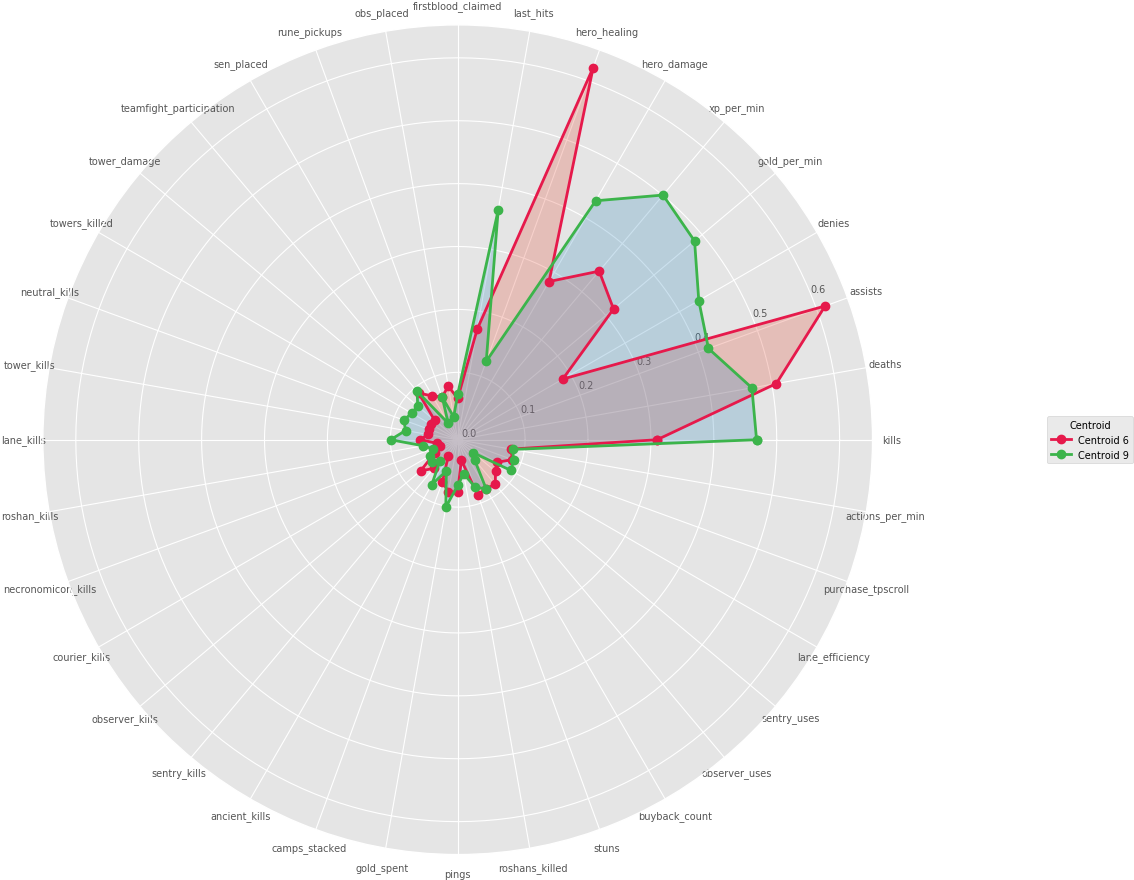 firstblood_claimed
obs_placed
last_hits
rune_pickups
hero_healing
sen_placed
hero_damage
teamfight_participation
xp_per_min
tower_damage
gold_per_min
towers_killed
denies
neutral_kills
assists
0.6
0.5
0.4
tower_kills
0.3
deaths
0.2
0.1
0.0
lane_kills
kills
Centroid
Centroid 6
Centroid 9
roshan_kills
actions_per_min
necronomicon_kills
purchase_tpscroll
courier_kills
lane_efficiency
observer_kills
sentry_uses
sentry_kills
observer_uses
ancient_kills
buyback_count
camps_stacked
stuns
gold_spent
roshans_killed
pings